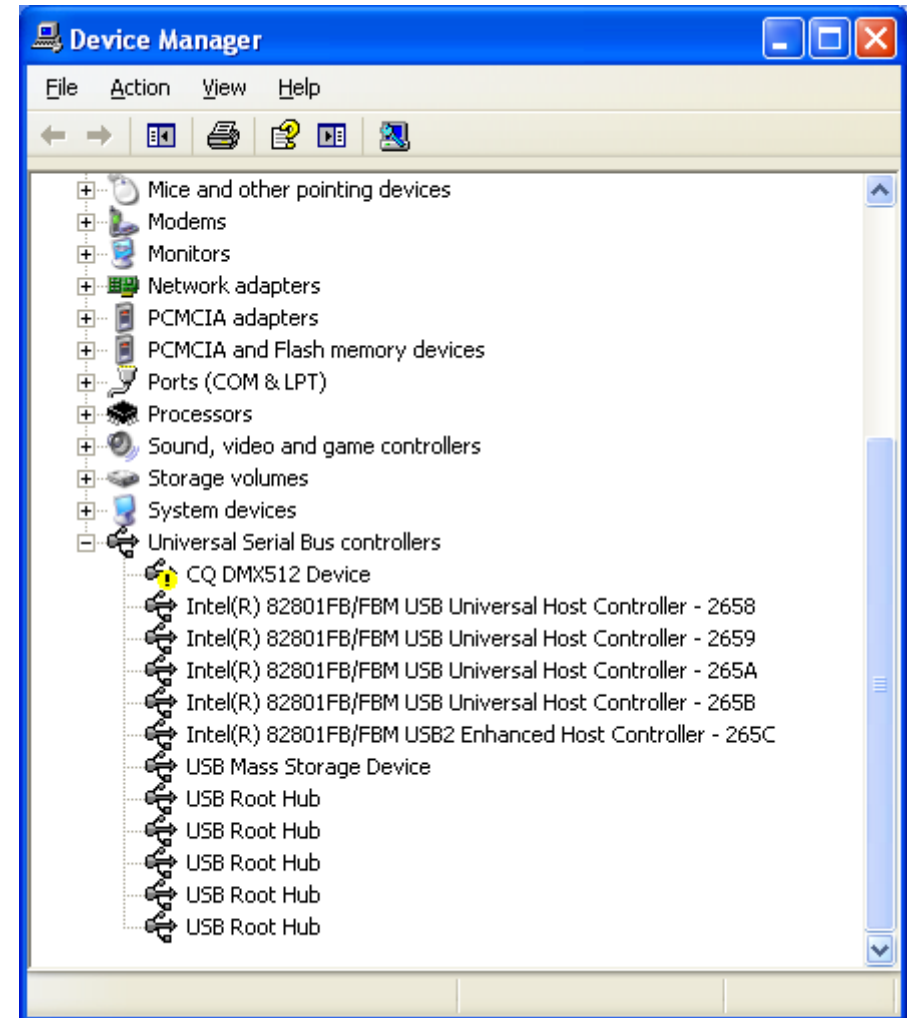 Device Manager
File Action View Help
Mice and other pointing devices
Modems
Monitors
Network adapters
PCMCIA adapters
PCMCIA and Flash memory devices
Ports (COM & LPT)
Processors
Sound, video and game controllers
Storage volumes
System devices
Universal Serial Bus controllers
CQ DMX512 Device
Intel(R) 82801FB/FBM USB Universal Host Controller - 2658
Intel(R) 82801FB/FBM USB Universal Host Controller - 2659
Intel(R) 82801FB/FBM USB Universal Host Controller - 265A
Intel(R) 82801FB/FBM USB Universal Host Controller - 265B
Intel(R) 82801FB/FBM USB2 Enhanced Host Controller - 265C
USB Mass Storage Device
USB Root Hub
USB Root Hub
USB Root Hub
USB Root Hub
USB Root Hub